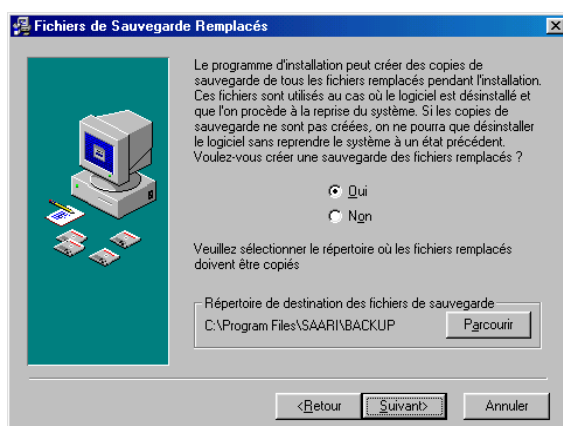 Fichiers de Sauvegarde Remplacés
Le programme d'installation peut créer des copies de
sauvegarde de tous les fichiers remplacés pendant l'installation.
Ces fichiers sont utilisés au cas où le logiciel est désinstallé et
que l'on procède à la reprise du système. Si les copies de
sauvegarde ne sont pas créées, on ne pourra que désinstaller
le logiciel sans reprendre le système à un état précédent.
Voulez-vous créer une sauvegarde des fichiers remplacés ?
Oui
Non
Veuillez sélectionner le répertoire où les fichiers remplacés
doivent être copiés
Répertoire de destination des fichiers de sauvegarde
C:\Program Files\SAARI\BACKUP
Parcourir
<Retour
Suivant>
Annuler